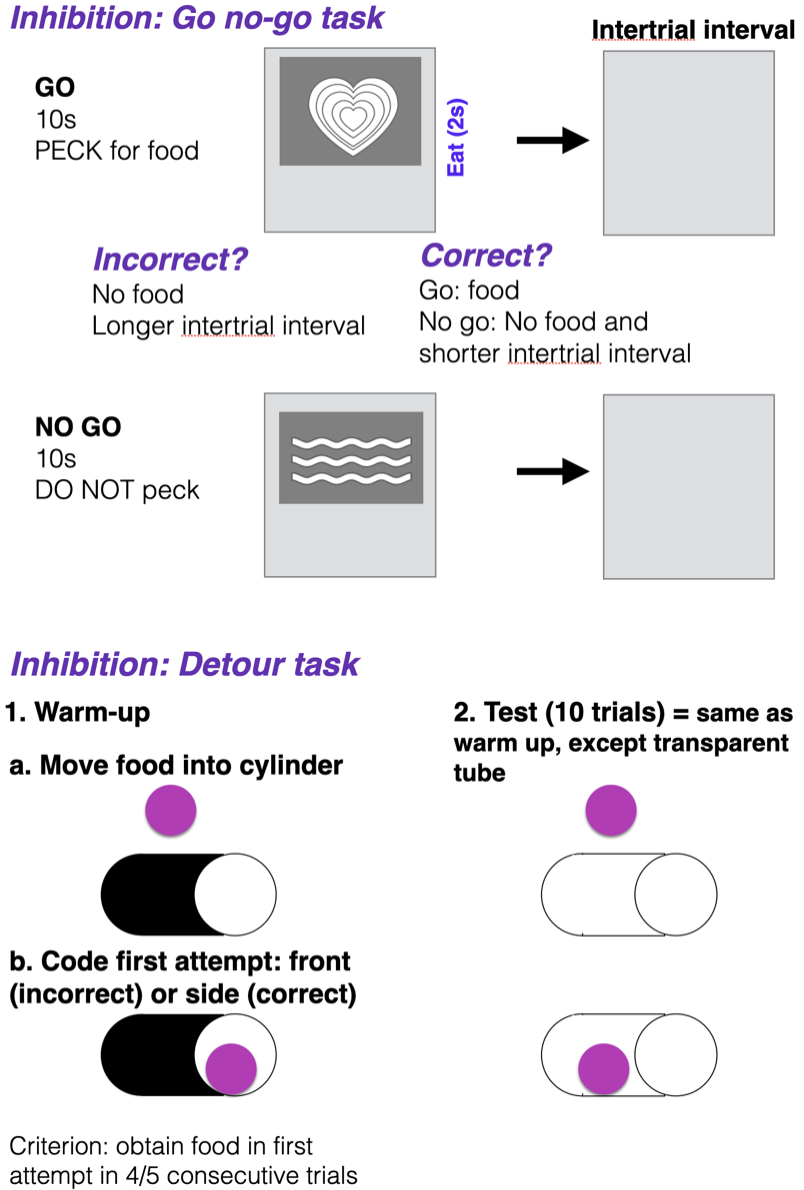 Inhibition: Go no-go task
Intertrial interval
GO
10s
PECK for food
Eat (2s)
Incorrect?
No food
Longer intertrial interval
Correct?
Go: food
No go: No food and
shorter intertrial interval
NO GO
10s
DO NOT peck
Inhibition: Detour task
1. Warm-up
a. Move food into cylinder
2. Test (10 trials) = same as
warm up, except transparent
tube
b. Code first attempt: front
(incorrect) or side (correct)
Criterion: obtain food in first
attempt in 4/5 consecutive trials